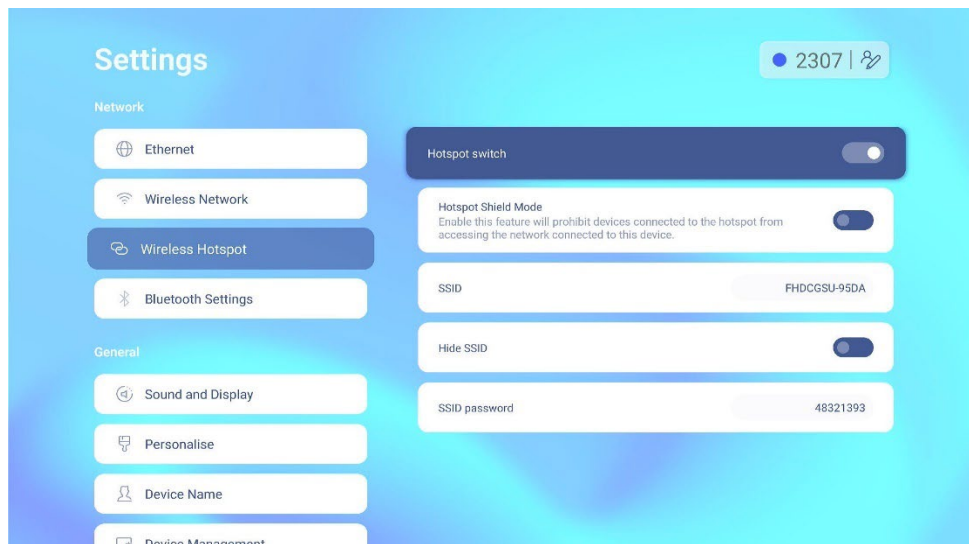 Settings
2307
Network
Ethernet
Wireless Network
Wireless Hotspot
Bluetooth Settings
General
Sound and Display
Personalise
Device Name
Device Management
Hotspot switch
Hotspot Shield Mode
Enable this feature will prohibit devices connected to the hotspot from
accessing the network connected to this device.
SSID
FHDCGSU-95DA
Hide SSID
SSID password
48321393